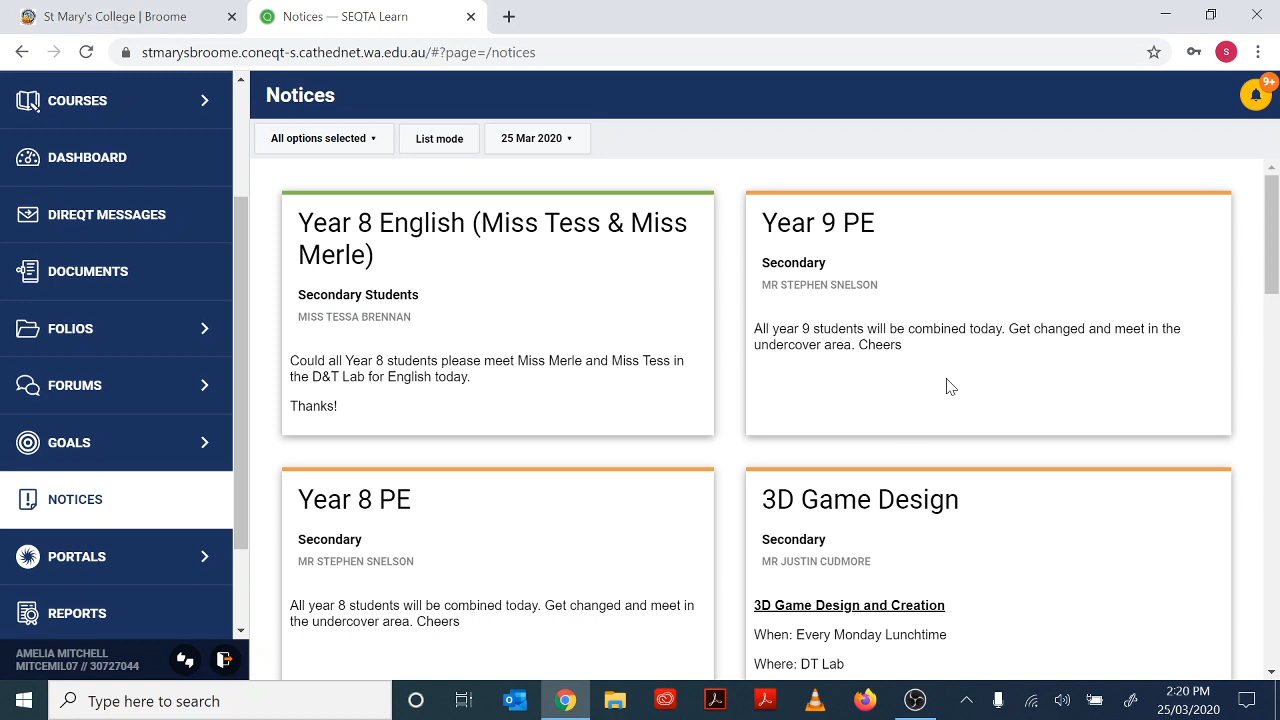 St Mary's College | Broome
Notices — SEQTA Learn
stmarysbroome.coneqt-s.cathednet.wa.edu.au/#?page=/notices
S
COURSES
DASHBOARD
DIREQT MESSAGES
DOCUMENTS
FOLIOS
FORUMS
GOALS
NOTICES
PORTALS
REPORTS
AMELIA MITCHELL
MITCEMIL07 // 30727044
Notices
9+
All options selected
List mode
25 Mar 2020
Year 8 English (Miss Tess & Miss
Merle)
Secondary Students
MISS TESSA BRENNAN
Could all Year 8 students please meet Miss Merle and Miss Tess in
the D&T Lab for English today.
Thanks!
Year 9 PE
Secondary
MR STEPHEN SNELSON
All year 9 students will be combined today. Get changed and meet in the
undercover area. Cheers
Year 8 PE
Secondary
MR STEPHEN SNELSON
All year 8 students will be combined today. Get changed and meet in
the undercover area. Cheers
3D Game Design
Secondary
MR JUSTIN CUDMORE
3D Game Design and Creation
When: Every Monday Lunchtime
Where: DT Lab
Type here to search
2:20 PM
25/03/2020